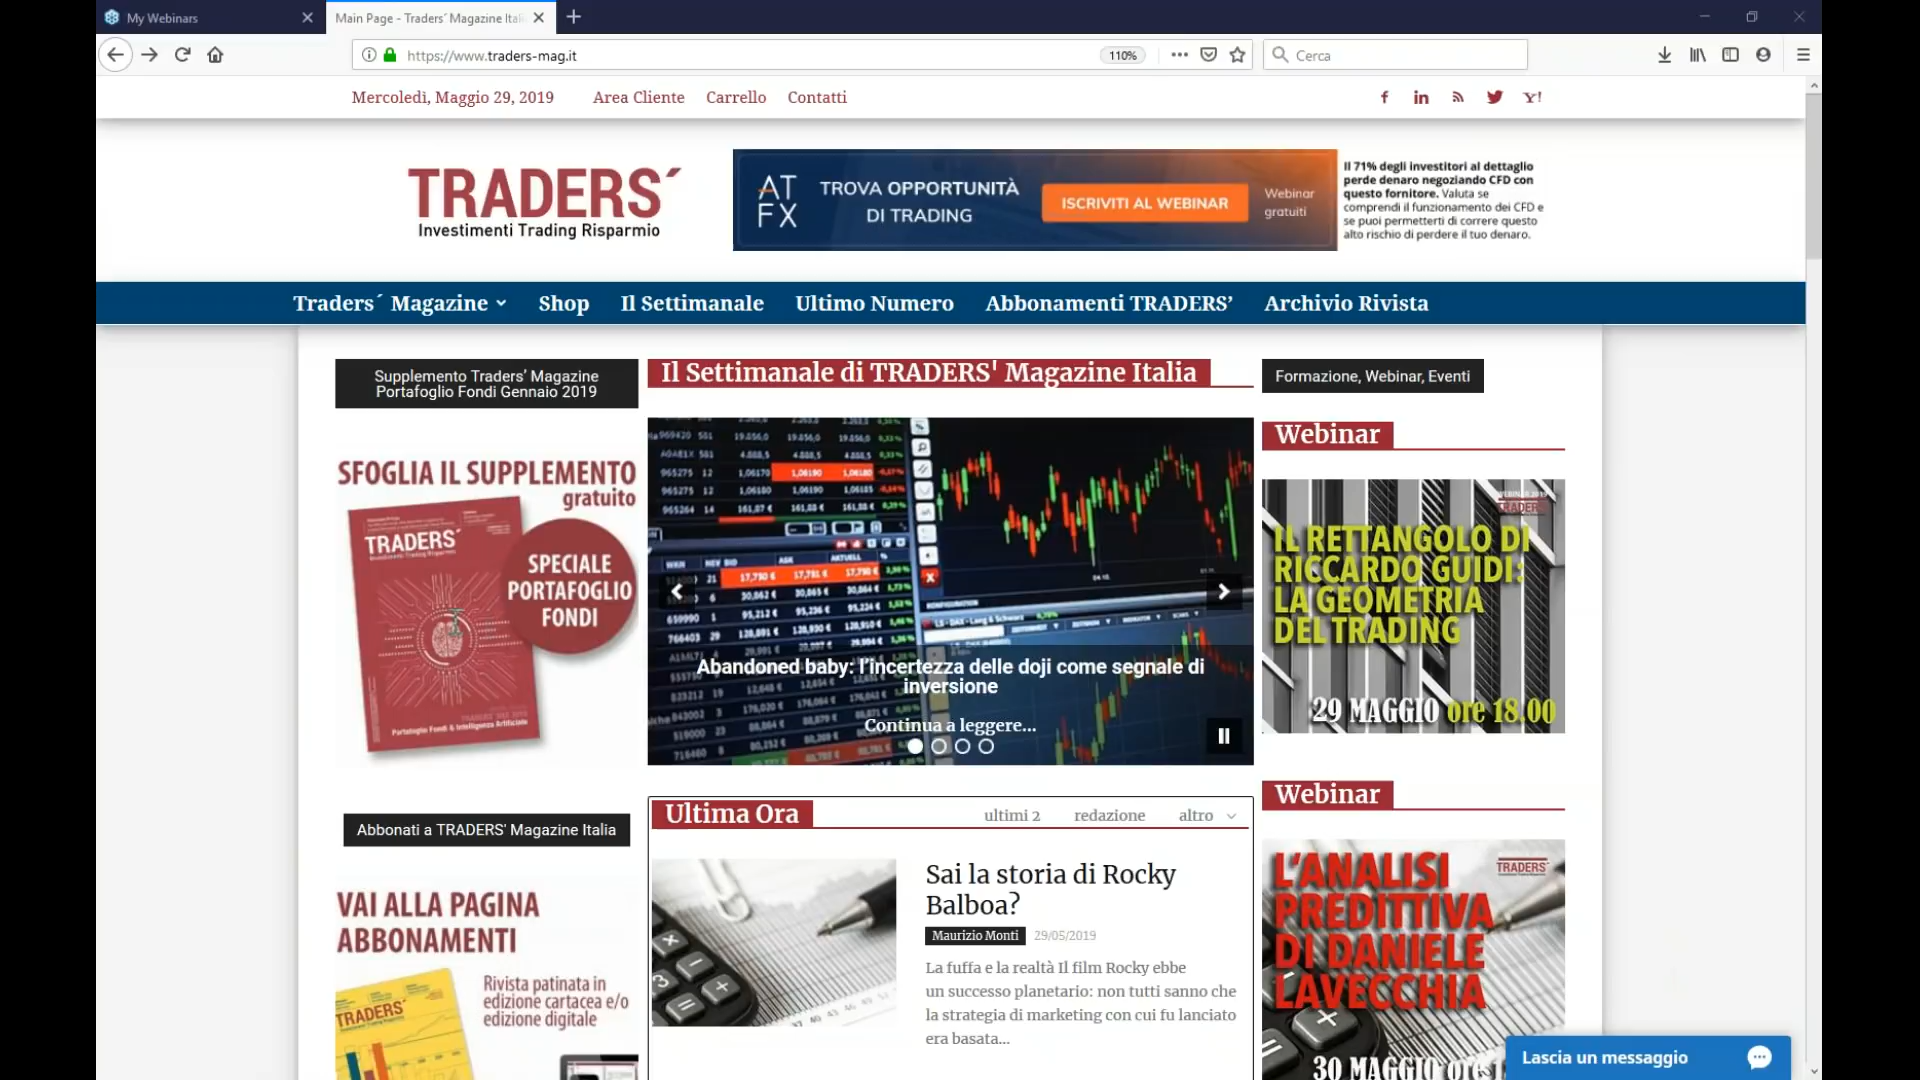 My Webinars
Main Page - Traders´ Magazine Ital
https://www.traders-mag.it
110%
Cerca
Mercoledì, Maggio 29, 2019
Area Cliente
Carrello
Contatti
TRADERS´
Investimenti Trading Risparmio
AT
FX
TROVA OPPORTUNITÀ
DI TRADING
ISCRIVITI AL WEBINAR
Webinar
gratuiti
Il 71% degli investitori al dettaglio
perde denaro negoziando CFD con
questo fornitore. Valuta se
comprendi il funzionamento dei CFD e
se puoi permetterti di correre questo
alto rischio di perdere il tuo denaro.
Traders´ Magazine
Shop
Il Settimanale
Ultimo Numero
Abbonamenti TRADERS’
Archivio Rivista
Supplemento Traders’ Magazine
Portafoglio Fondi Gennaio 2019
SFOGLIA IL SUPPLEMENTO
gratuito
TRADERS´
SPECIALE
PORTAFOGLIO
FONDI
Portafoglio Fondi & Intelligenza Artificiale
Abbonati a TRADERS' Magazine Italia
VAI ALLA PAGINA
ABBONAMENTI
Rivista patinata in
edizione cartacea e/o
edizione digitale
TRADERS´
Il Settimanale di TRADERS' Magazine Italia
Abandoned baby: l’incertezza delle doji come segnale di
inversione
Continua a leggere...
Ultima Ora
ultimi 2
redazione
altro
Sai la storia di Rocky
Balboa?
Maurizio Monti
29/05/2019
La fuffa e la realtà Il film Rocky ebbe
un successo planetario: non tutti sanno che
la strategia di marketing con cui fu lanciato
era basata...
Formazione, Webinar, Eventi
Webinar
WEBINAR 2019
TRADERS´
IL RETTANGOLO DI
RICCARDO GUIDI:
LA GEOMETRIA
DEL TRADING
29 MAGGIO ore 18.00
Webinar
TRADERS´
L'ANALISI
PREDITTIVA
DI DANIELE
LAVECCHIA
30 MAGGIO
Lascia un messaggio